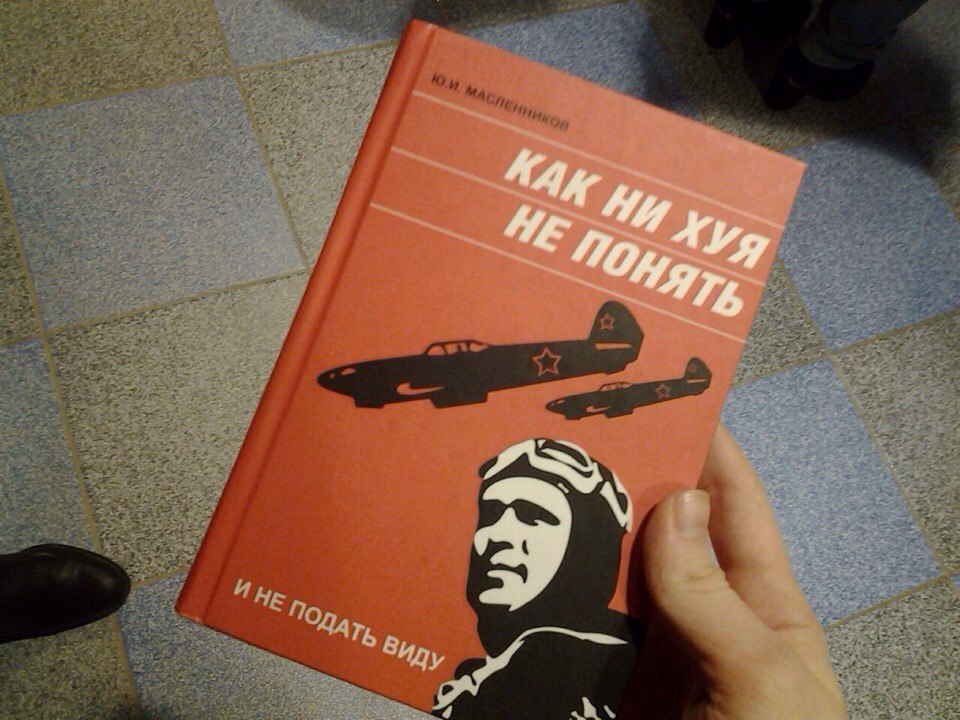 Ю.И. МАСЛЕННИКОВ
КАК НИ ХУЯ
НЕ ПОНЯТЬ
И НЕ ПОДАТЬ ВИДУ